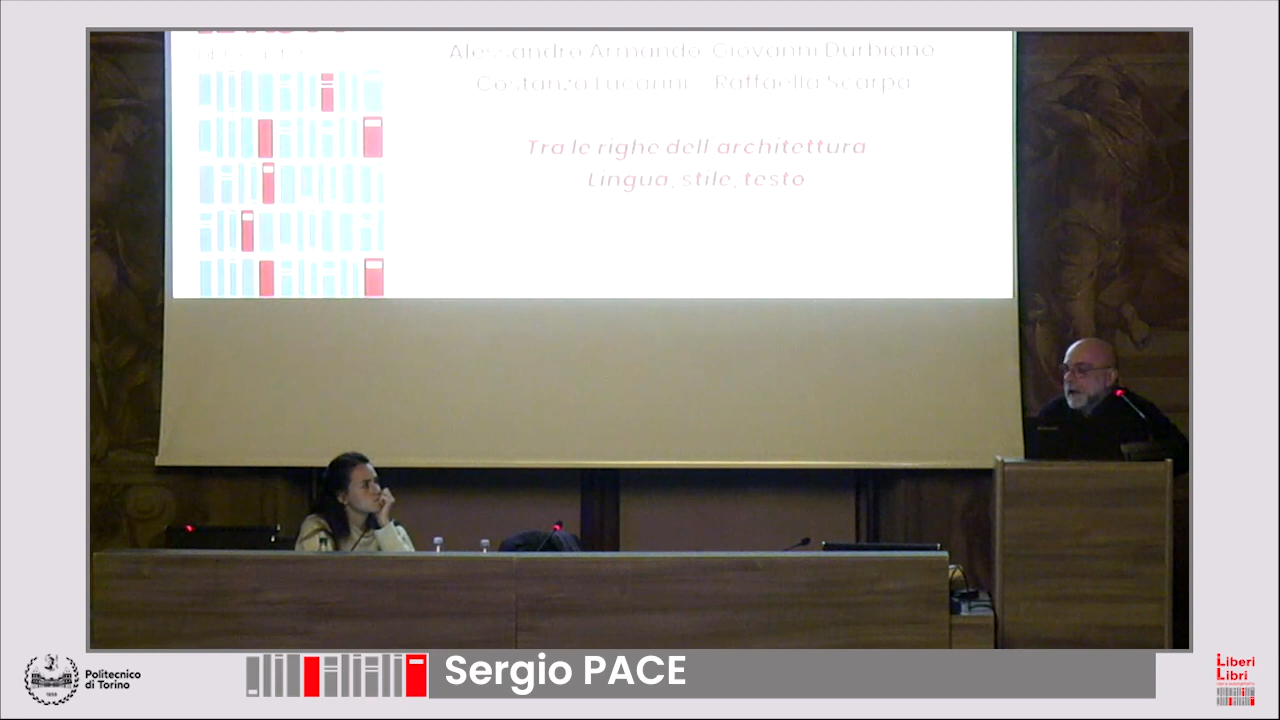 Alessandro Armando Giovanni Durbiano
Costanza Lucarini Raffaella Scarpa
Tra le righe dell architettura
Lingua, stile, testo
Politecnico
di Torino
Sergio PACE
Liberi
Libri